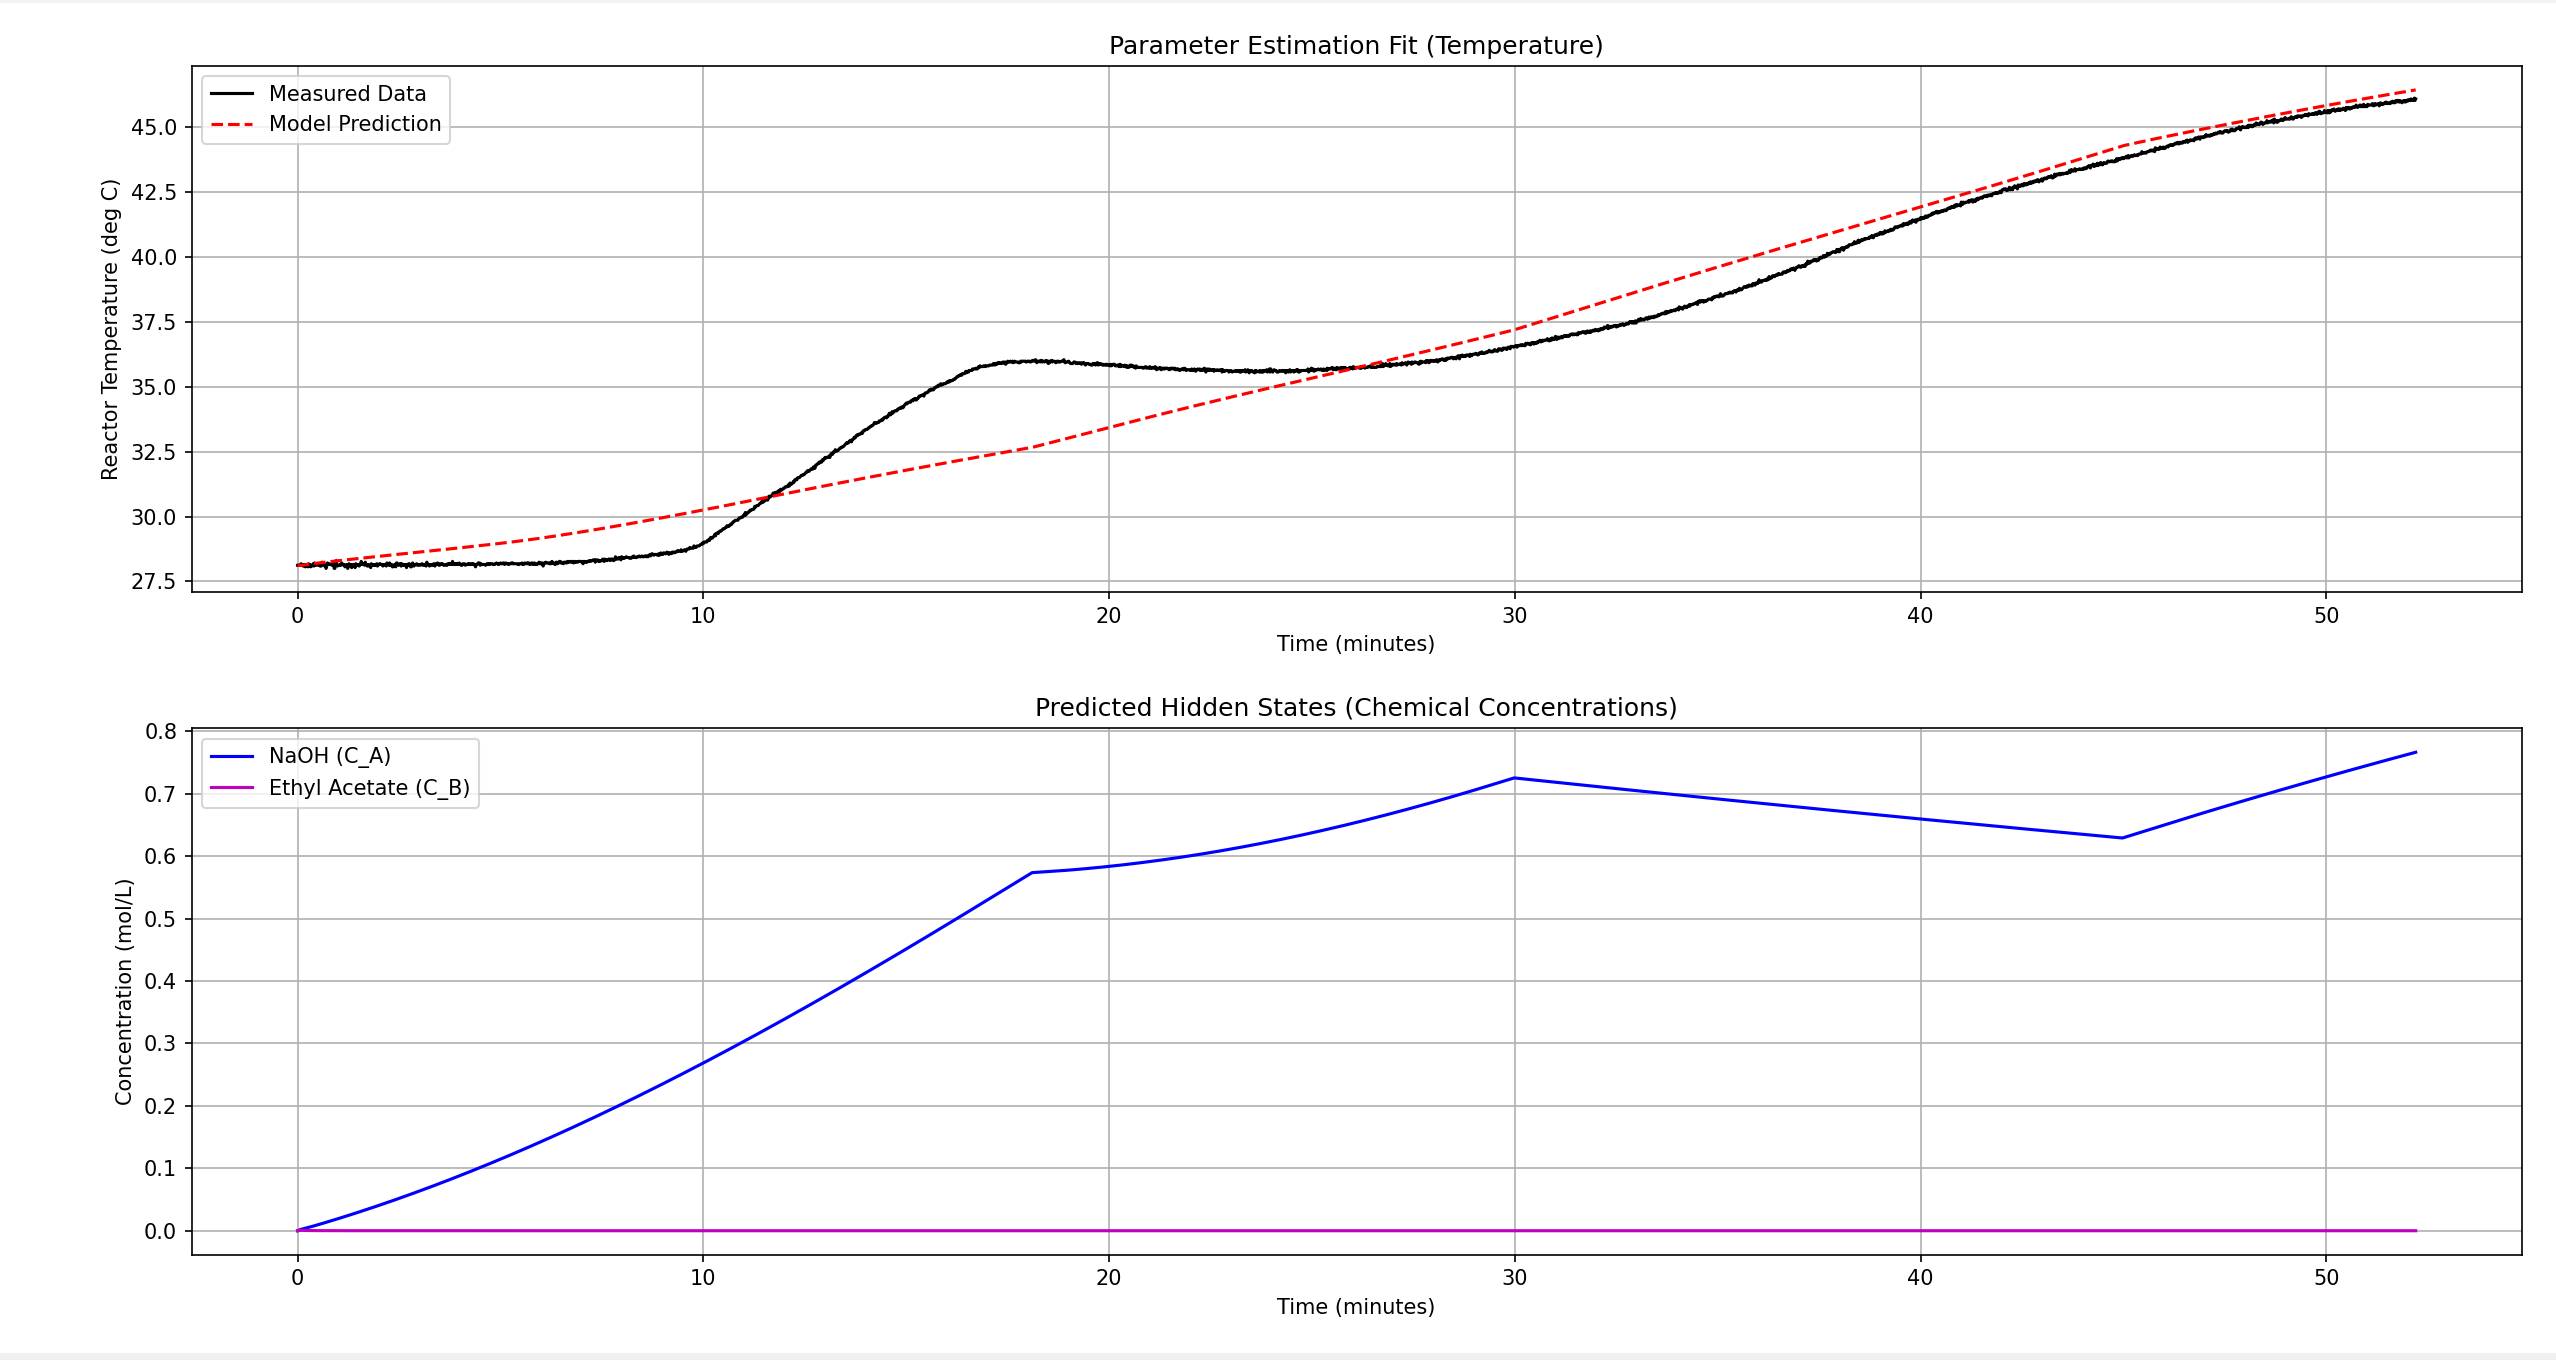 Parameter Estimation Fit (Temperature)
Measured Data
Model Prediction
Reactor Temperature (deg C)
45.0
42.5
40.0
37.5
35.0
32.5
30.0
27.5
0 10 20 30 40 50
Time (minutes)
Predicted Hidden States (Chemical Concentrations)
NaOH (C_A)
Ethyl Acetate (C_B)
Concentration (mol/L)
0.8
0.7
0.6
0.5
0.4
0.3
0.2
0.1
0.0
0 10 20 30 40 50
Time (minutes)